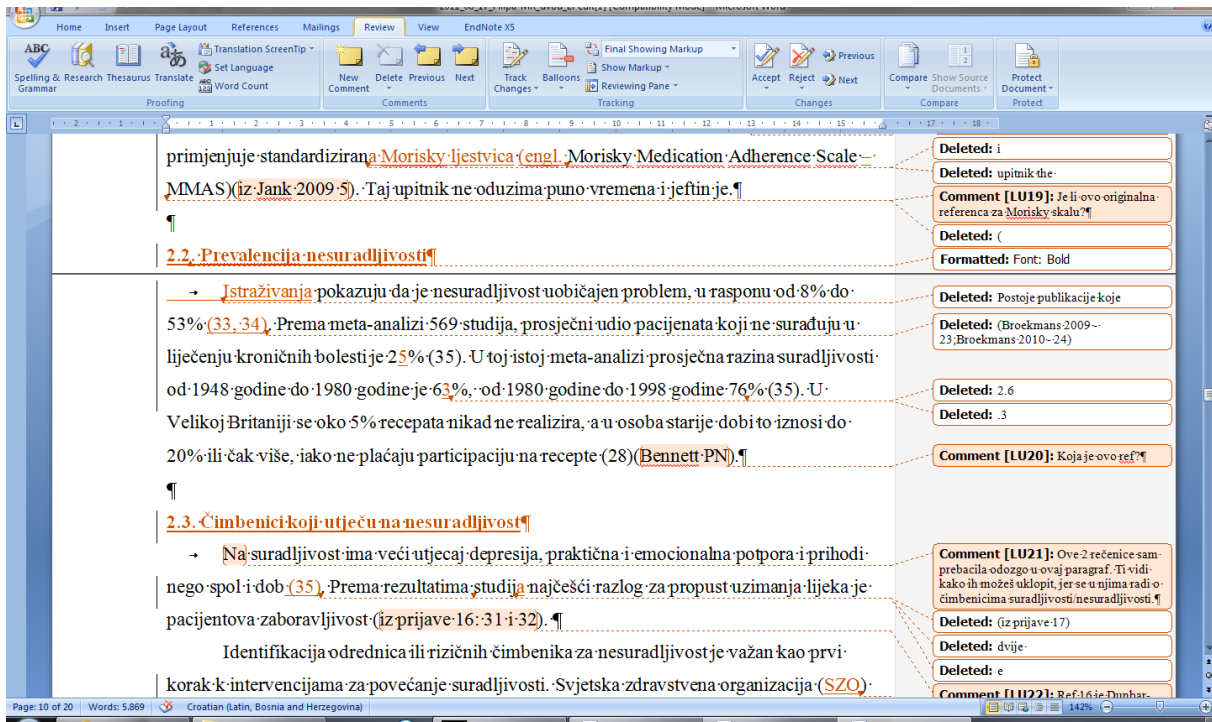 Home Insert Page Layout References Mailings Review View EndNote X5
ABC Spelling & Grammar
Research
Thesaurus
Translate
Translation ScreenTip
Set Language
Word Count
Proofing
New Comment
Delete
Previous
Next
Comments
Track Changes
Balloons
Final Showing Markup
Show Markup
Reviewing Pane
Tracking
Accept
Reject
Previous
Next
Changes
Compare
Show Source Documents
Compare
Protect Document
Protect
primjenjuje standardizirana Morisky ljestvica (engl. Morisky Medication Adherence Scale –
MMAS)(iz Jank 2009 5). Taj upitnik ne oduzima puno vremena i jeftin je.¶
¶
2.2. Prevalencija nesuradljivosti¶
Istraživanja pokazuju da je nesuradljivost uobičajen problem, u rasponu od 8% do
53% (33, 34). Prema meta-analizi 569 studija, prosječni udio pacijenata koji ne surađuju u
liječenju kroničnih bolesti je 25% (35). U toj istoj meta-analizi prosječna razina suradljivosti
od 1948 godine do 1980 godine je 63%, od 1980 godine do 1998 godine 76% (35). U
Velikoj Britaniji se oko 5% recepata nikad ne realizira, a u osoba starije dobi to iznosi do
20% ili čak više, iako ne plaćaju participaciju na recepte (28)(Bennett PN).¶
¶
2.3. Čimbenici koji utječu na nesuradljivost¶
Na suradljivost ima veći utjecaj depresija, praktična i emocionalna potpora i prihodi
nego spol i dob (35). Prema rezultatima studija najčešći razlog za propust uzimanja lijeka je
pacijentova zaboravljivost (iz prijave 16: 31 i 32). ¶
Identifikacija odrednica ili rizičnih čimbenika za nesuradljivost je važan kao prvi
korak k intervencijama za povećanje suradljivosti. Svjetska zdravstvena organizacija (SZO)
Deleted: i
Deleted: upitnik the
Comment [LU19]: Je li ovo originalna
referenca za Morisky skalu?¶
Deleted: (
Formatted: Font: Bold
Deleted: Postoje publikacije koje
Deleted: (Broekmans 2009 ~
23;Broekmans 2010~ 24)
Deleted: 2.6
Deleted: .3
Comment [LU20]: Koja je ovo ref?¶
Comment [LU21]: Ove 2 rečenice sam
prebacila odozgo u ovaj paragraf. Ti vidi
kako ih možeš uklopit, jer se u njima radi o
čimbenicima suradljivosti/nesuradljivosti.¶
Deleted: (iz prijave 17)
Deleted: dvije
Deleted: e
Comment [LU22]: Ref 16 je Dunbar-
Page: 10 of 20 Words: 5.869 Croatian (Latin, Bosnia and Herzegovina) 142%